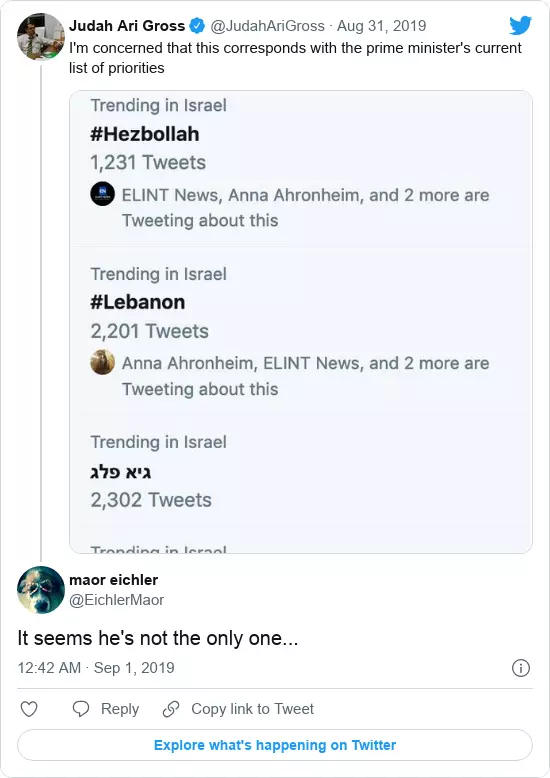 Judah Ari Gross @JudahAriGross · Aug 31, 2019
I'm concerned that this corresponds with the prime minister's current
list of priorities
Trending in Israel
#Hezbollah
1,231 Tweets
ELINT News, Anna Ahronheim, and 2 more are
Tweeting about this
Trending in Israel
#Lebanon
2,201 Tweets
Anna Ahronheim, ELINT News, and 2 more are
Tweeting about this
Trending in Israel
גיא פלג
2,302 Tweets
Trending in Israel
maor eichler
@EichlerMaor
It seems he's not the only one...
12:42 AM · Sep 1, 2019
Reply
Copy link to Tweet
Explore what's happening on Twitter